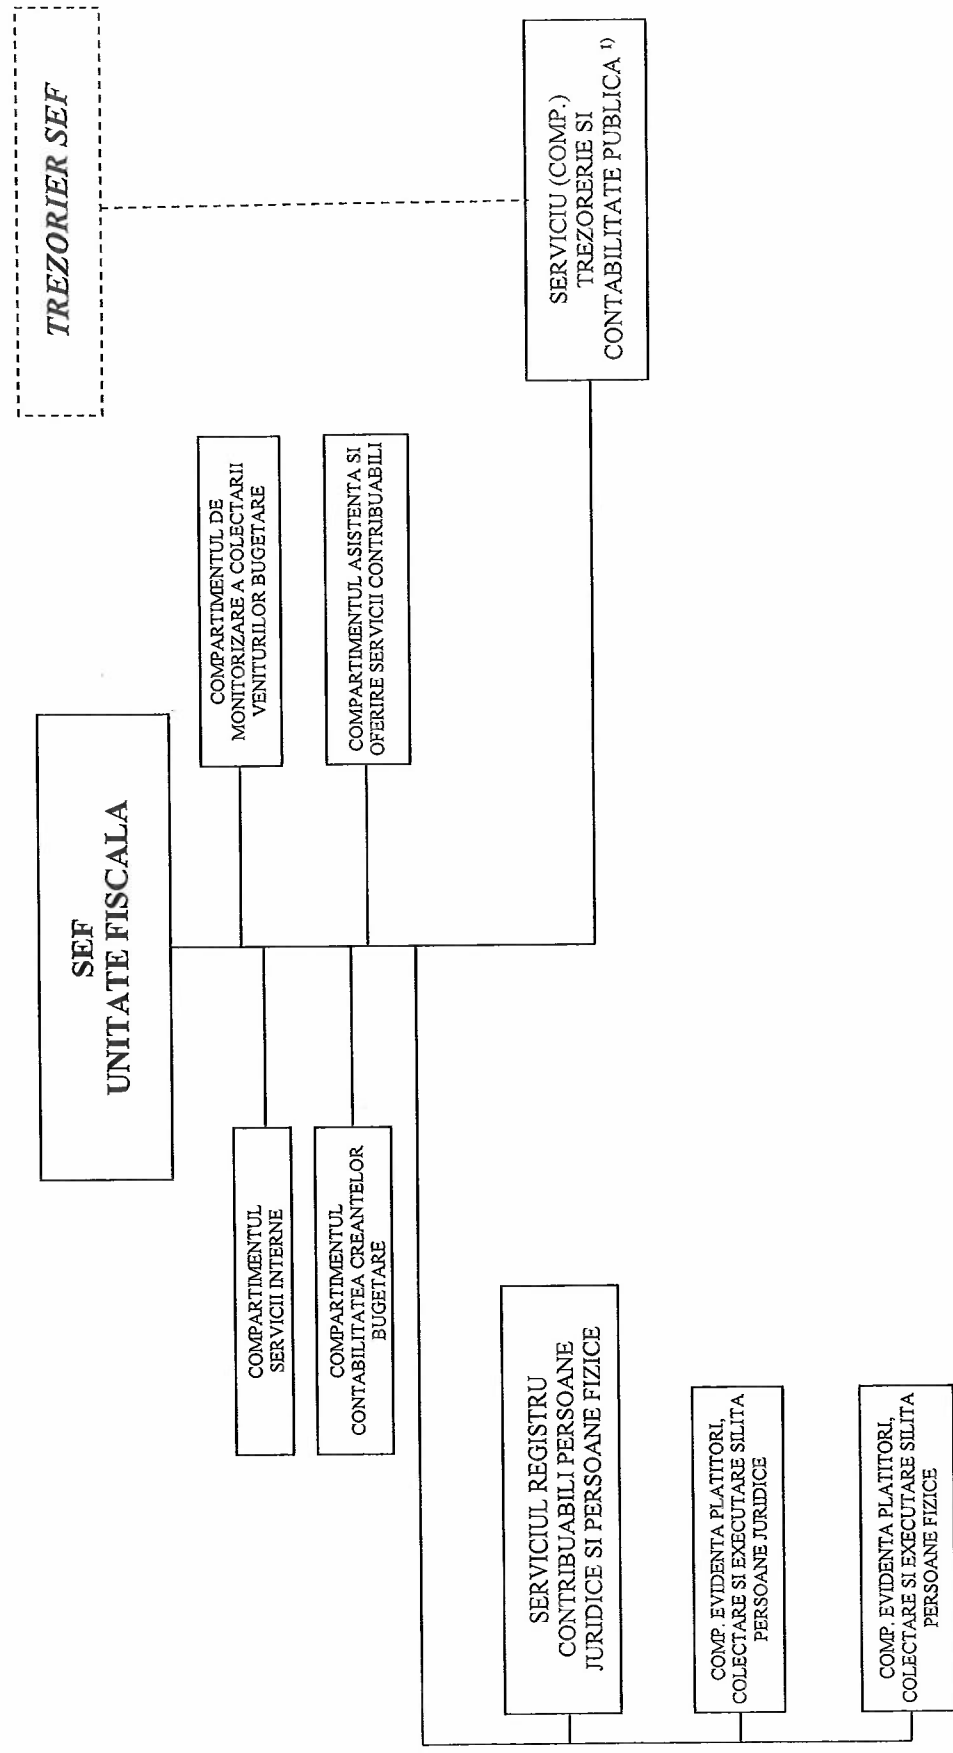 SEF
UNITATE FISCALA
TREZORIER SEF
COMPARTIMENTUL
SERVICII INTERNE
COMPARTIMENTUL DE
MONITORIZARE A COLECTARII
VENITURILOR BUGETARE
COMPARTIMENTUL
CONTABILITATEA CREANTELOR
BUGETARE
COMPARTIMENTUL ASISTENTA SI
OFERIRE SERVICII CONTRIBUABILI
SERVICIUL REGISTRU
CONTRIBUABILI PERSOANE
JURIDICE SI PERSOANE FIZICE
SERVICIU (COMP.)
TREZORERIE SI
CONTABILITATE PUBLICA 1)
COMP. EVIDENTA PLATITORI,
COLECTARE SI EXECUTARE SILITA
PERSOANE JURIDICE
COMP. EVIDENTA PLATITORI,
COLECTARE SI EXECUTARE SILITA
PERSOANE FIZICE